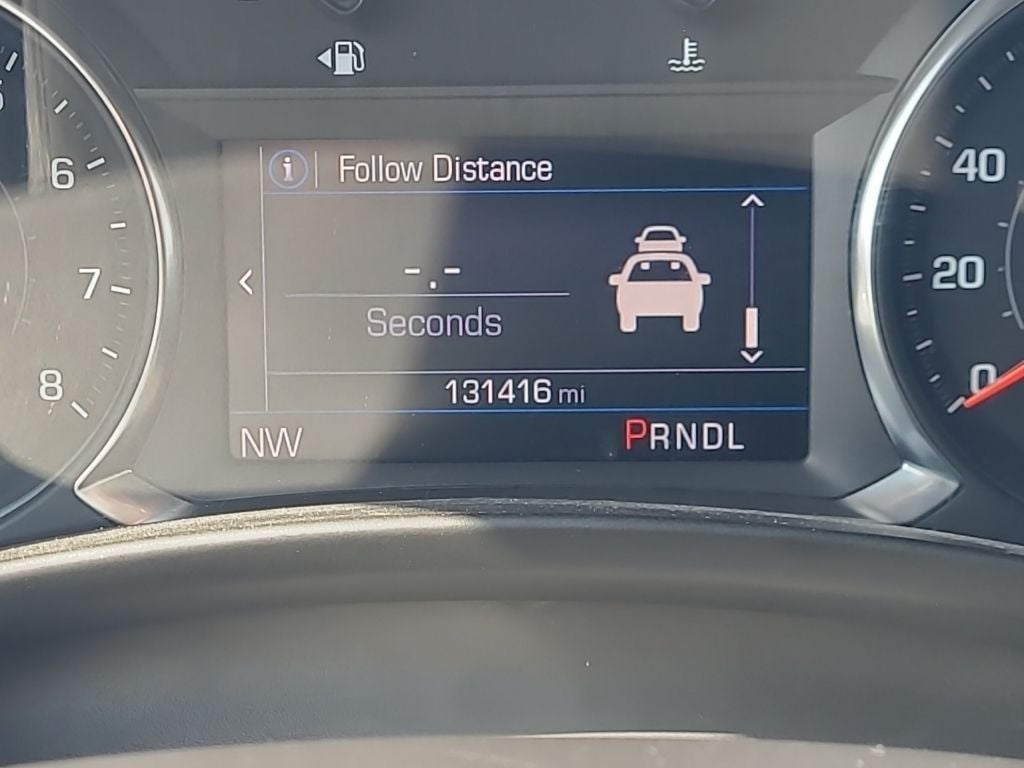 Follow Distance
-.-
Seconds
131416 mi
NW
PRNDL
6
7
8
40
20
0